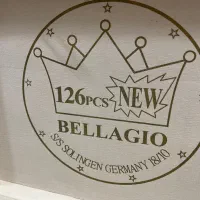 126PCS NEW
BELLAGIO
S/S SOLINGEN GERMANY 18/10